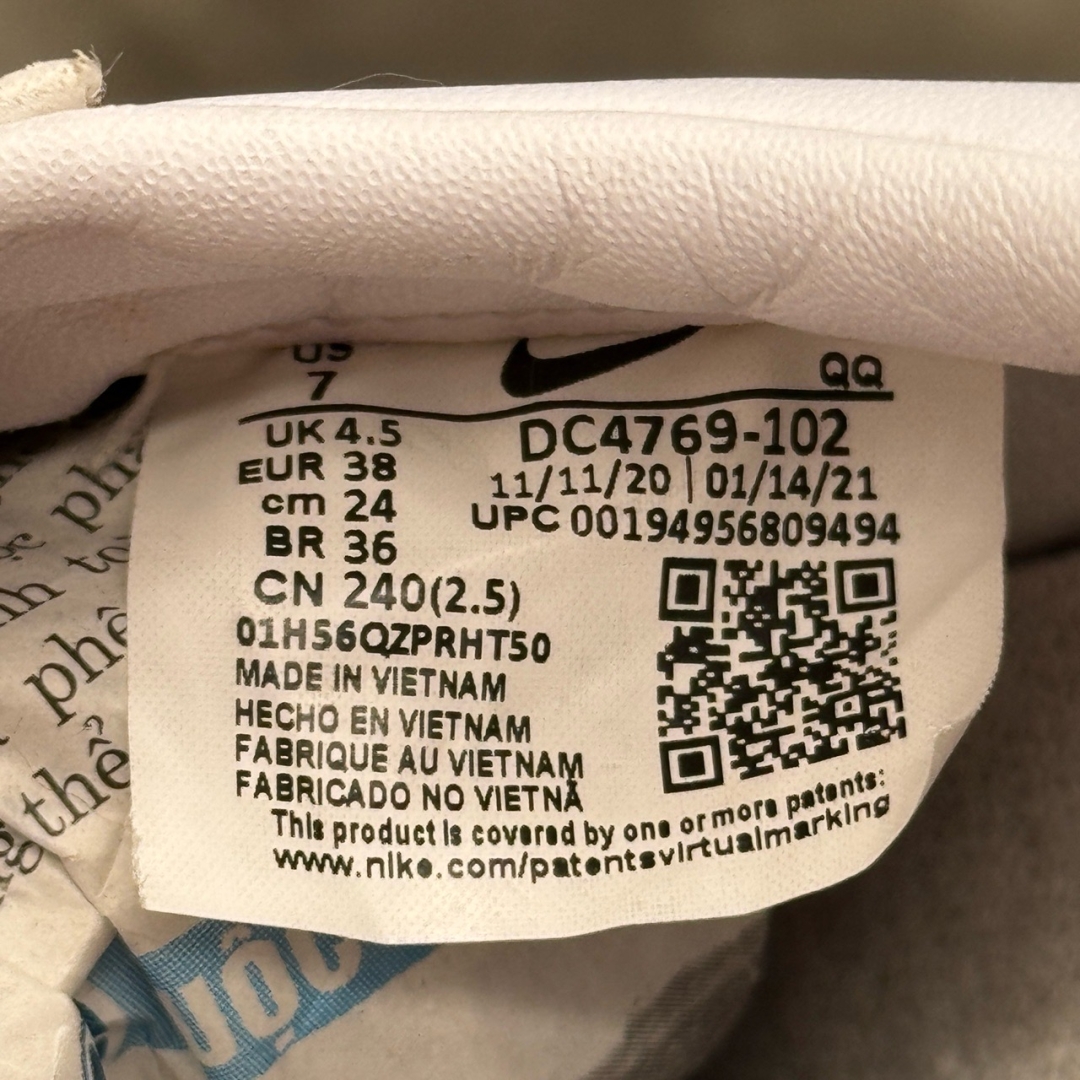 US
7
QQ
UK 4.5
EUR 38
cm 24
BR 36
CN 240(2.5)
DC4769-102
11/11/20 | 01/14/21
UPC 00194956809494
01H56QZPRHT50
MADE IN VIETNAM
HECHO EN VIETNAM
FABRIQUE AU VIETNAM
FABRICADO NO VIETNÃ
This product is covered by one or more patents:
www.nike.com/patentsvirtualmarking
phê
thể